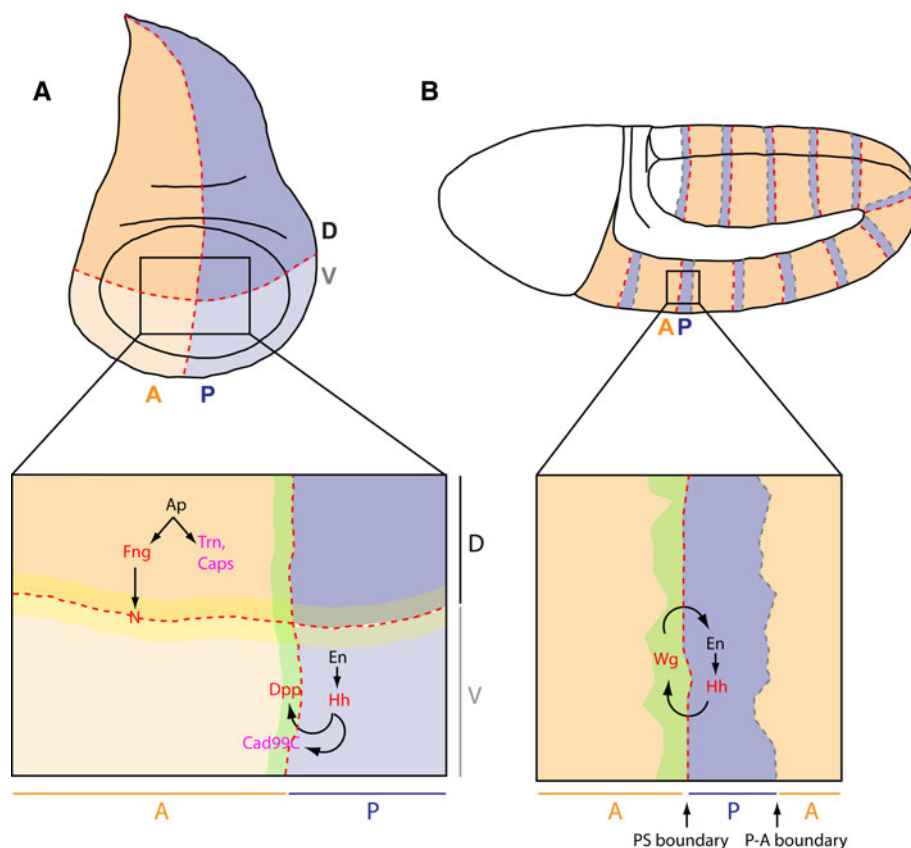 A
B
D
V
A P
A P
Ap
Fng
Trn,
Caps
N
En
Dpp
Hh
Cad99C
D
V
A
P
Wg
En
Hh
A
P
A
PS boundary
P-A boundary